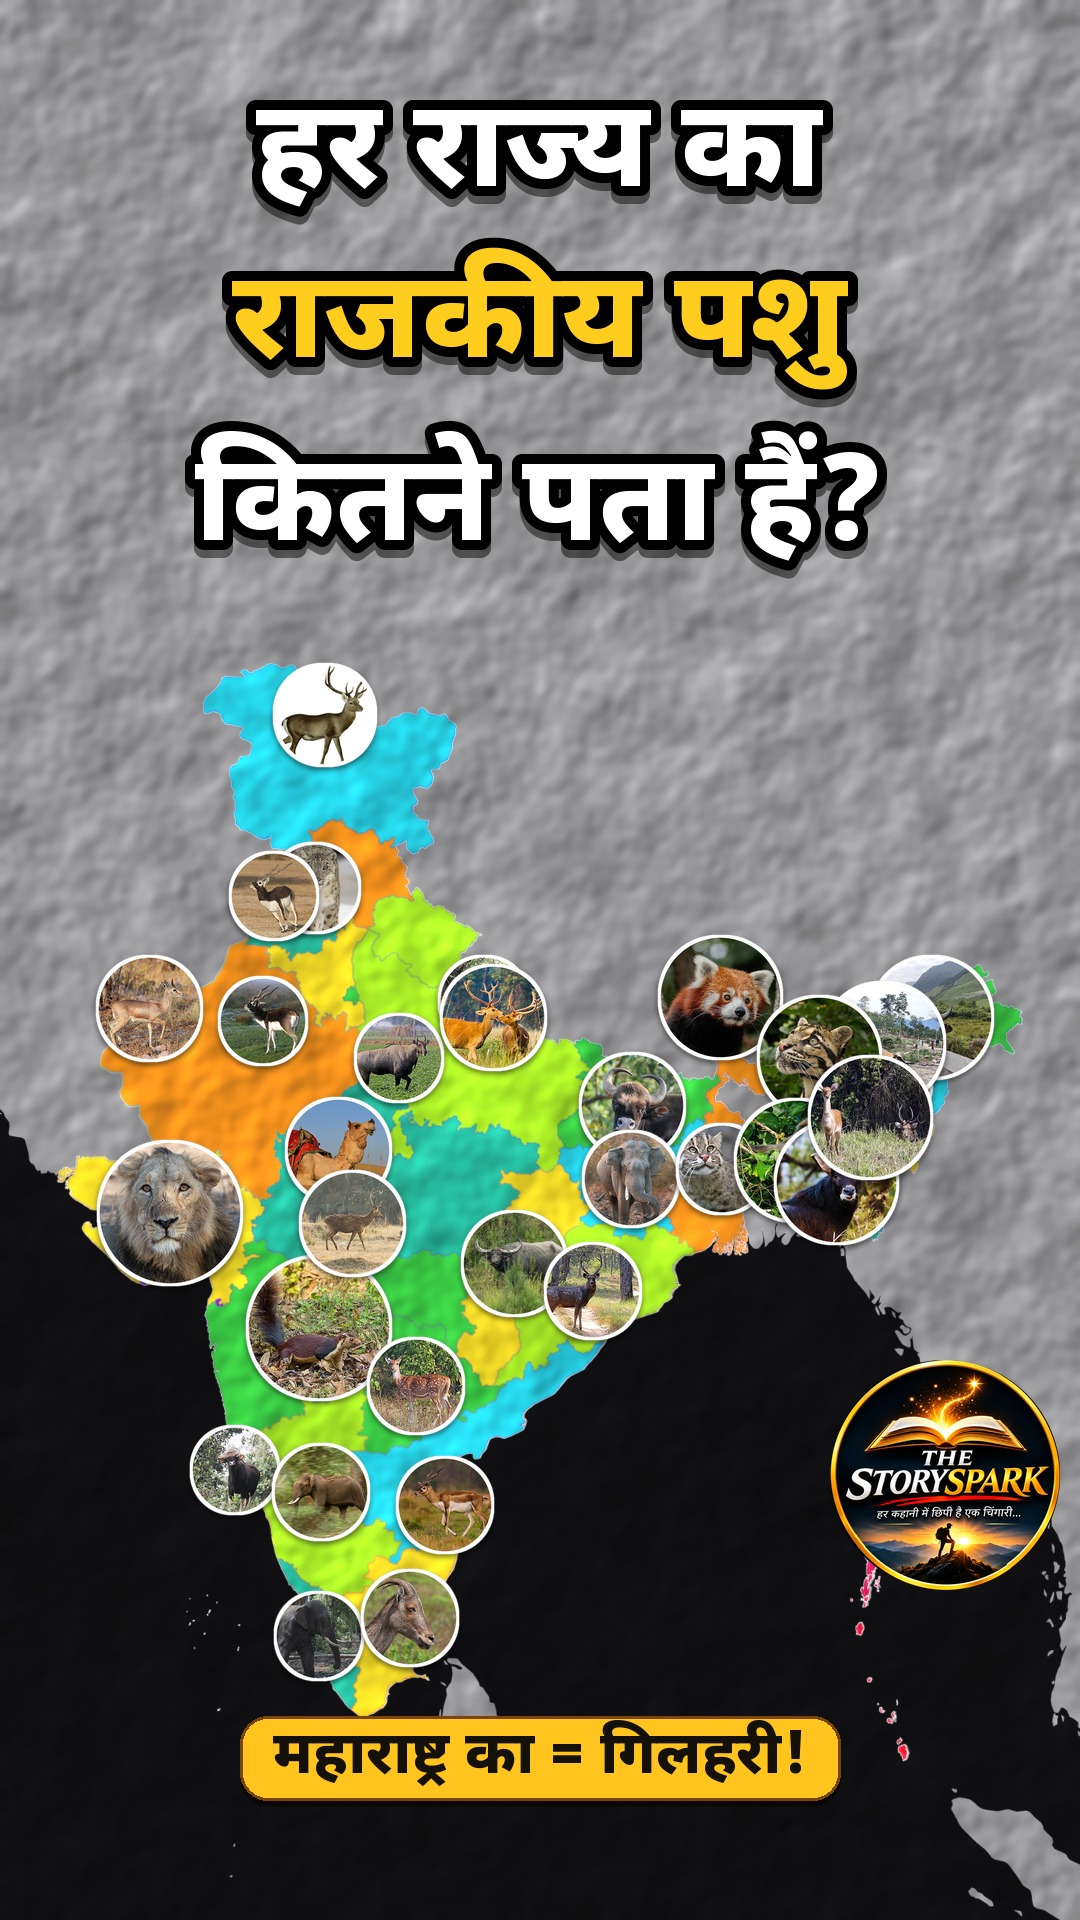 हर राज्य का
राजकीय पशु
कितने पता हैं?
THE
STORYSPARK
हर कहानी में छिपी है एक चिंगारी...
महाराष्ट्र का = गिलहरी!